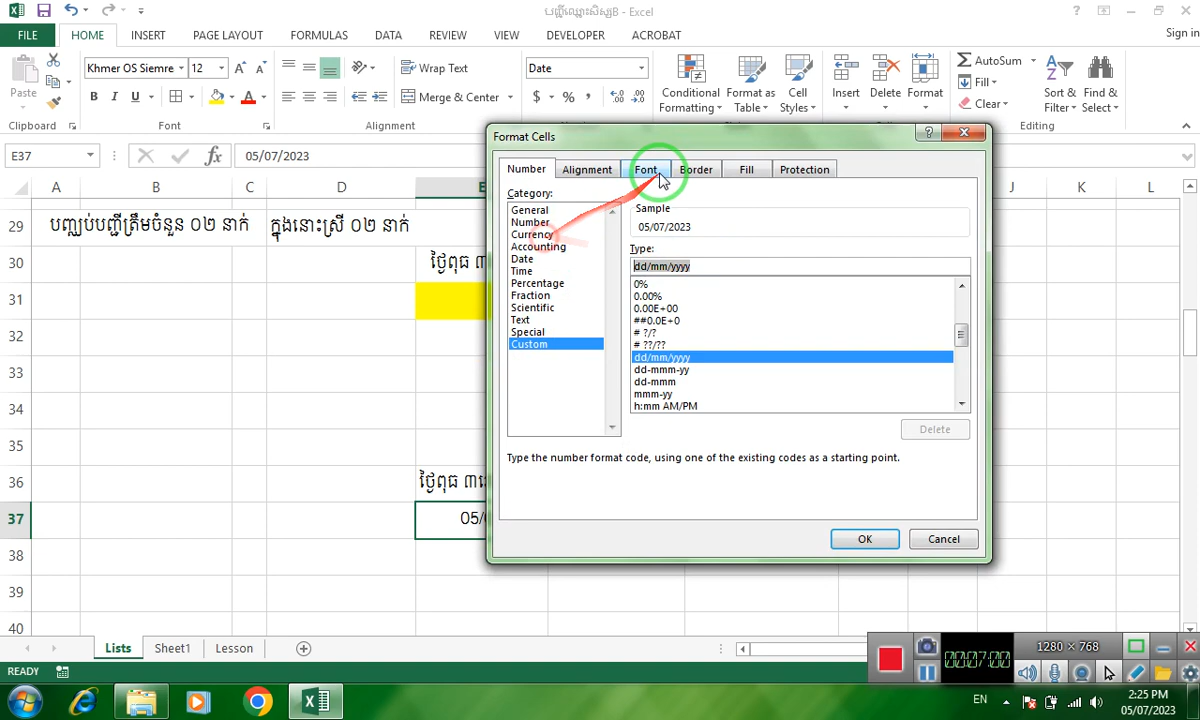 បញ្ជីឈ្មោះសិស្សB - Excel
FILE HOME INSERT PAGE LAYOUT FORMULAS DATA REVIEW VIEW DEVELOPER ACROBAT Sign in
Khmer OS Siemre 12 Wrap Text Date AutoSum
Paste Merge & Center Conditional Formatting Format as Table Cell Styles Insert Delete Format Fill Clear Sort & Filter Find & Select
B I U A $ % ,
Clipboard Font Alignment Editing
E37 fx 05/07/2023
A B C D E J K L
29 បញ្ឈប់បញ្ជីត្រឹមចំនួន ០២ នាក់ ក្នុងនោះស្រី ០២ នាក់
30 ថ្ងៃពុធ ៣
31
32
33
34
35
36 ថ្ងៃពុធ ៣
37 05/
38
39
40
Format Cells
Number Alignment Font Border Fill Protection
Category:
General
Number
Currency
Accounting
Date
Time
Percentage
Fraction
Scientific
Text
Special
Custom
Sample
05/07/2023
Type:
dd/mm/yyyy
0%
0.00%
0.00E+00
##0.0E+0
# ?/?
# ??/??
dd/mm/yyyy
dd-mmm-yy
dd-mmm
mmm-yy
h:mm AM/PM
Delete
Type the number format code, using one of the existing codes as a starting point.
OK Cancel
Lists Sheet1 Lesson
READY
00:07:00 1280 × 768
EN 2:25 PM
05/07/2023